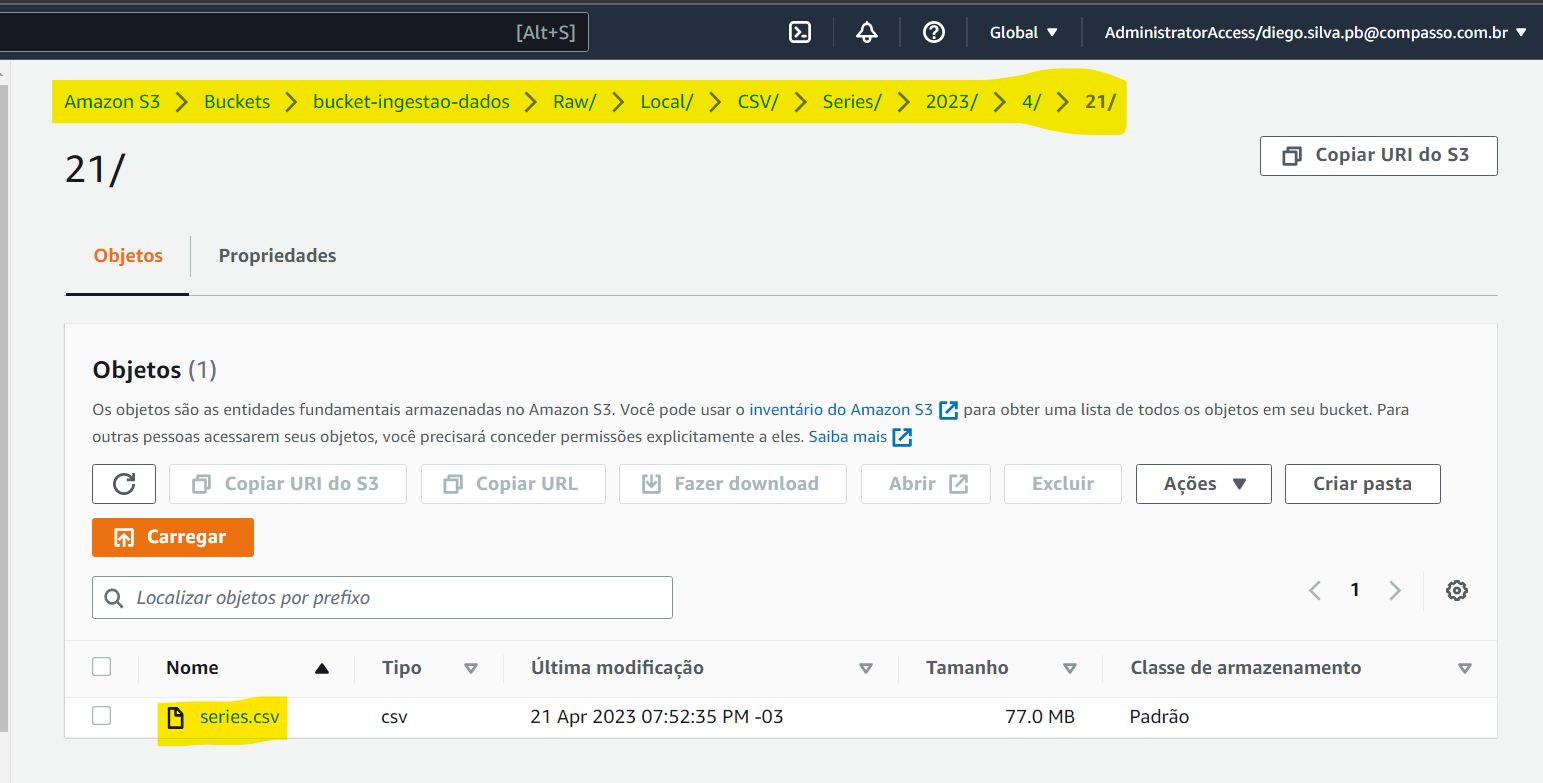 [Alt+S] Global AdministratorAccess/diego.silva.pb@compasso.com.br
Amazon S3 Buckets bucket-ingestao-dados Raw/ Local/ CSV/ Series/ 2023/ 4/ 21/
21/
Copiar URI do S3
Objetos Propriedades
Objetos (1)
Os objetos são as entidades fundamentais armazenadas no Amazon S3. Você pode usar o inventário do Amazon S3 para obter uma lista de todos os objetos em seu bucket. Para
outras pessoas acessarem seus objetos, você precisará conceder permissões explicitamente a eles. Saiba mais
Copiar URI do S3 Copiar URL Fazer download Abrir Excluir Ações Criar pasta
Carregar
Localizar objetos por prefixo
1
Nome Tipo Última modificação Tamanho Classe de armazenamento
series.csv csv 21 Apr 2023 07:52:35 PM -03 77.0 MB Padrão